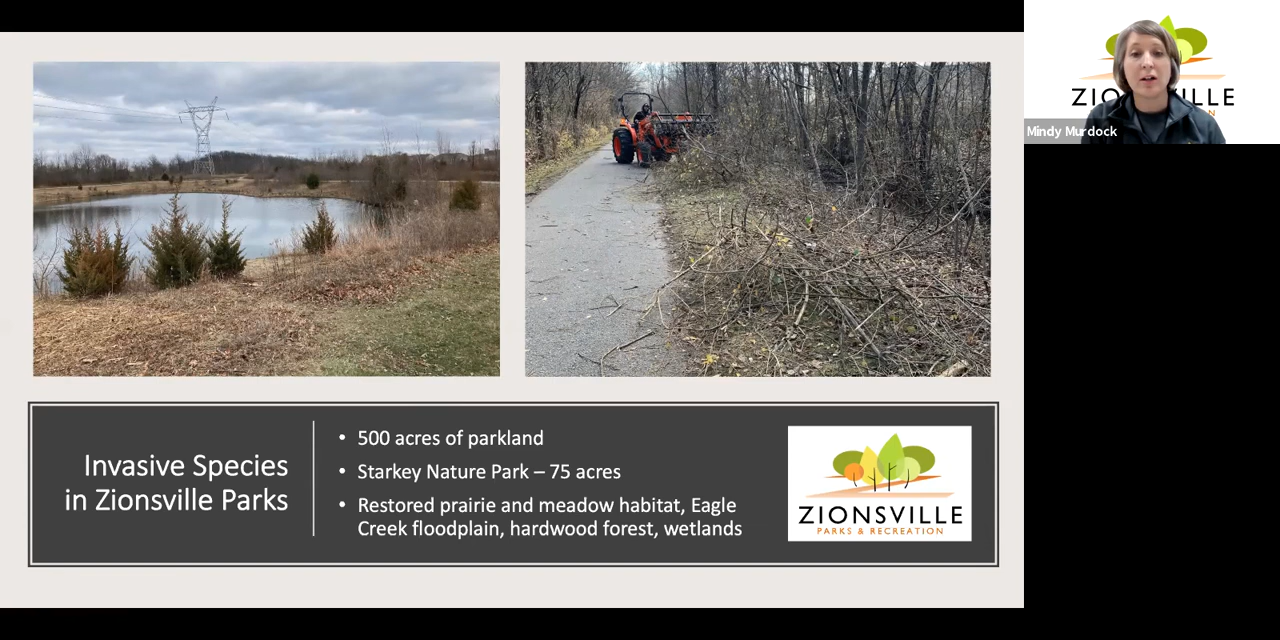 ZIONSVILLE
Mindy Murdock
Invasive Species
in Zionsville Parks
• 500 acres of parkland
• Starkey Nature Park – 75 acres
• Restored prairie and meadow habitat, Eagle
Creek floodplain, hardwood forest, wetlands
ZIONSVILLE
PARKS & RECREATION